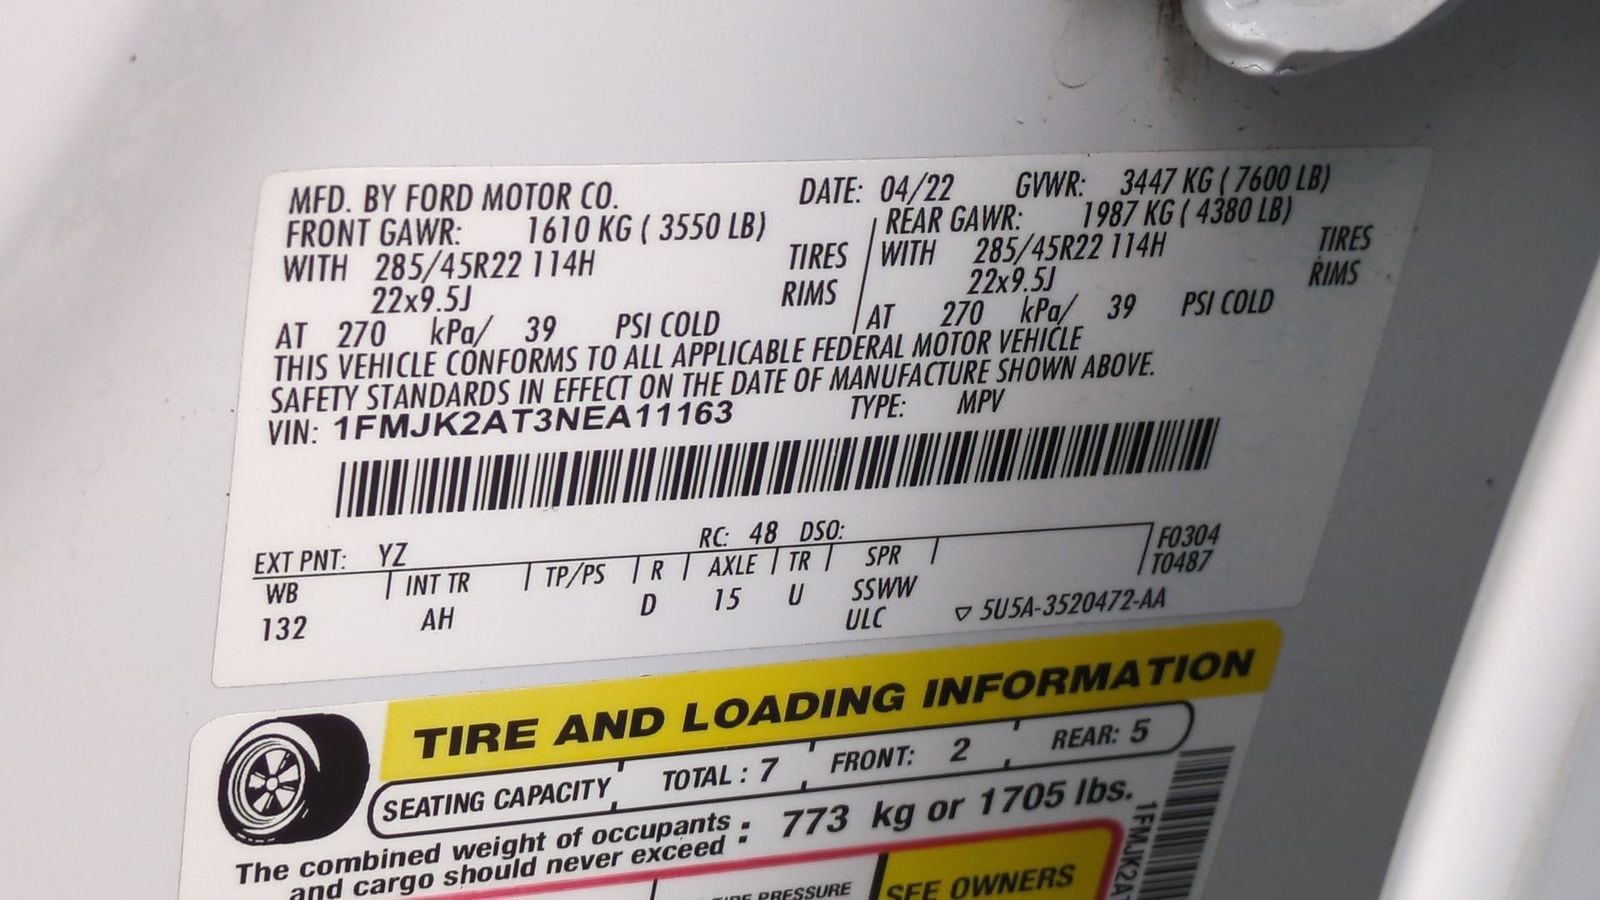 MFD. BY FORD MOTOR CO. DATE: 04/22 GVWR: 3447 KG ( 7600 LB)
FRONT GAWR: 1610 KG ( 3550 LB) REAR GAWR: 1987 KG ( 4380 LB)
WITH 285/45R22 114H TIRES WITH 285/45R22 114H TIRES
22x9.5J RIMS 22x9.5J RIMS
AT 270 kPa/ 39 PSI COLD AT 270 kPa/ 39 PSI COLD
THIS VEHICLE CONFORMS TO ALL APPLICABLE FEDERAL MOTOR VEHICLE
SAFETY STANDARDS IN EFFECT ON THE DATE OF MANUFACTURE SHOWN ABOVE.
VIN: 1FMJK2AT3NEA11163 TYPE: MPV
EXT PNT: YZ RC: 48 DSO: F0304
WB INT TR TP/PS R AXLE TR SPR T0487
132 AH D 15 U SSWW
ULC ▽ 5U5A-3520472-AA
TIRE AND LOADING INFORMATION
SEATING CAPACITY TOTAL : 7 FRONT: 2 REAR: 5
The combined weight of occupants : 773 kg or 1705 lbs.
and cargo should never exceed
PRESSURE SEE OWNERS
1FMJK2A